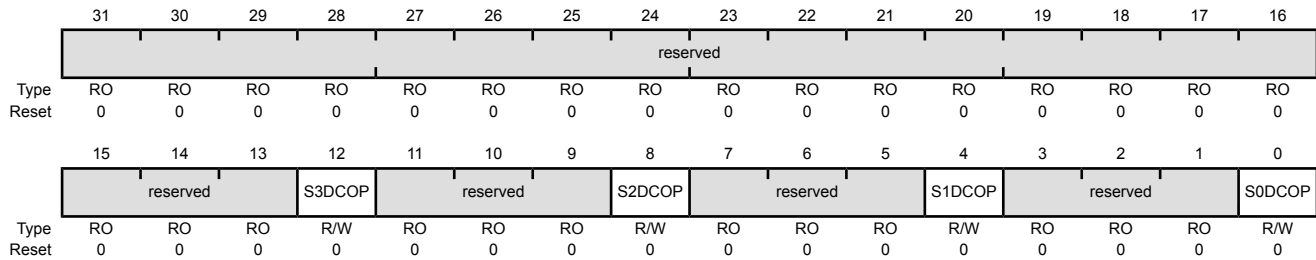 31 30 29 28 27 26 25 24 23 22 21 20 19 18 17 16
reserved
Type RO RO RO RO RO RO RO RO RO RO RO RO RO RO RO RO
Reset 0 0 0 0 0 0 0 0 0 0 0 0 0 0 0 0
15 14 13 12 11 10 9 8 7 6 5 4 3 2 1 0
reserved S3DCOP reserved S2DCOP reserved S1DCOP reserved S0DCOP
Type RO RO RO R/W RO RO RO R/W RO RO RO R/W RO RO RO R/W
Reset 0 0 0 0 0 0 0 0 0 0 0 0 0 0 0 0